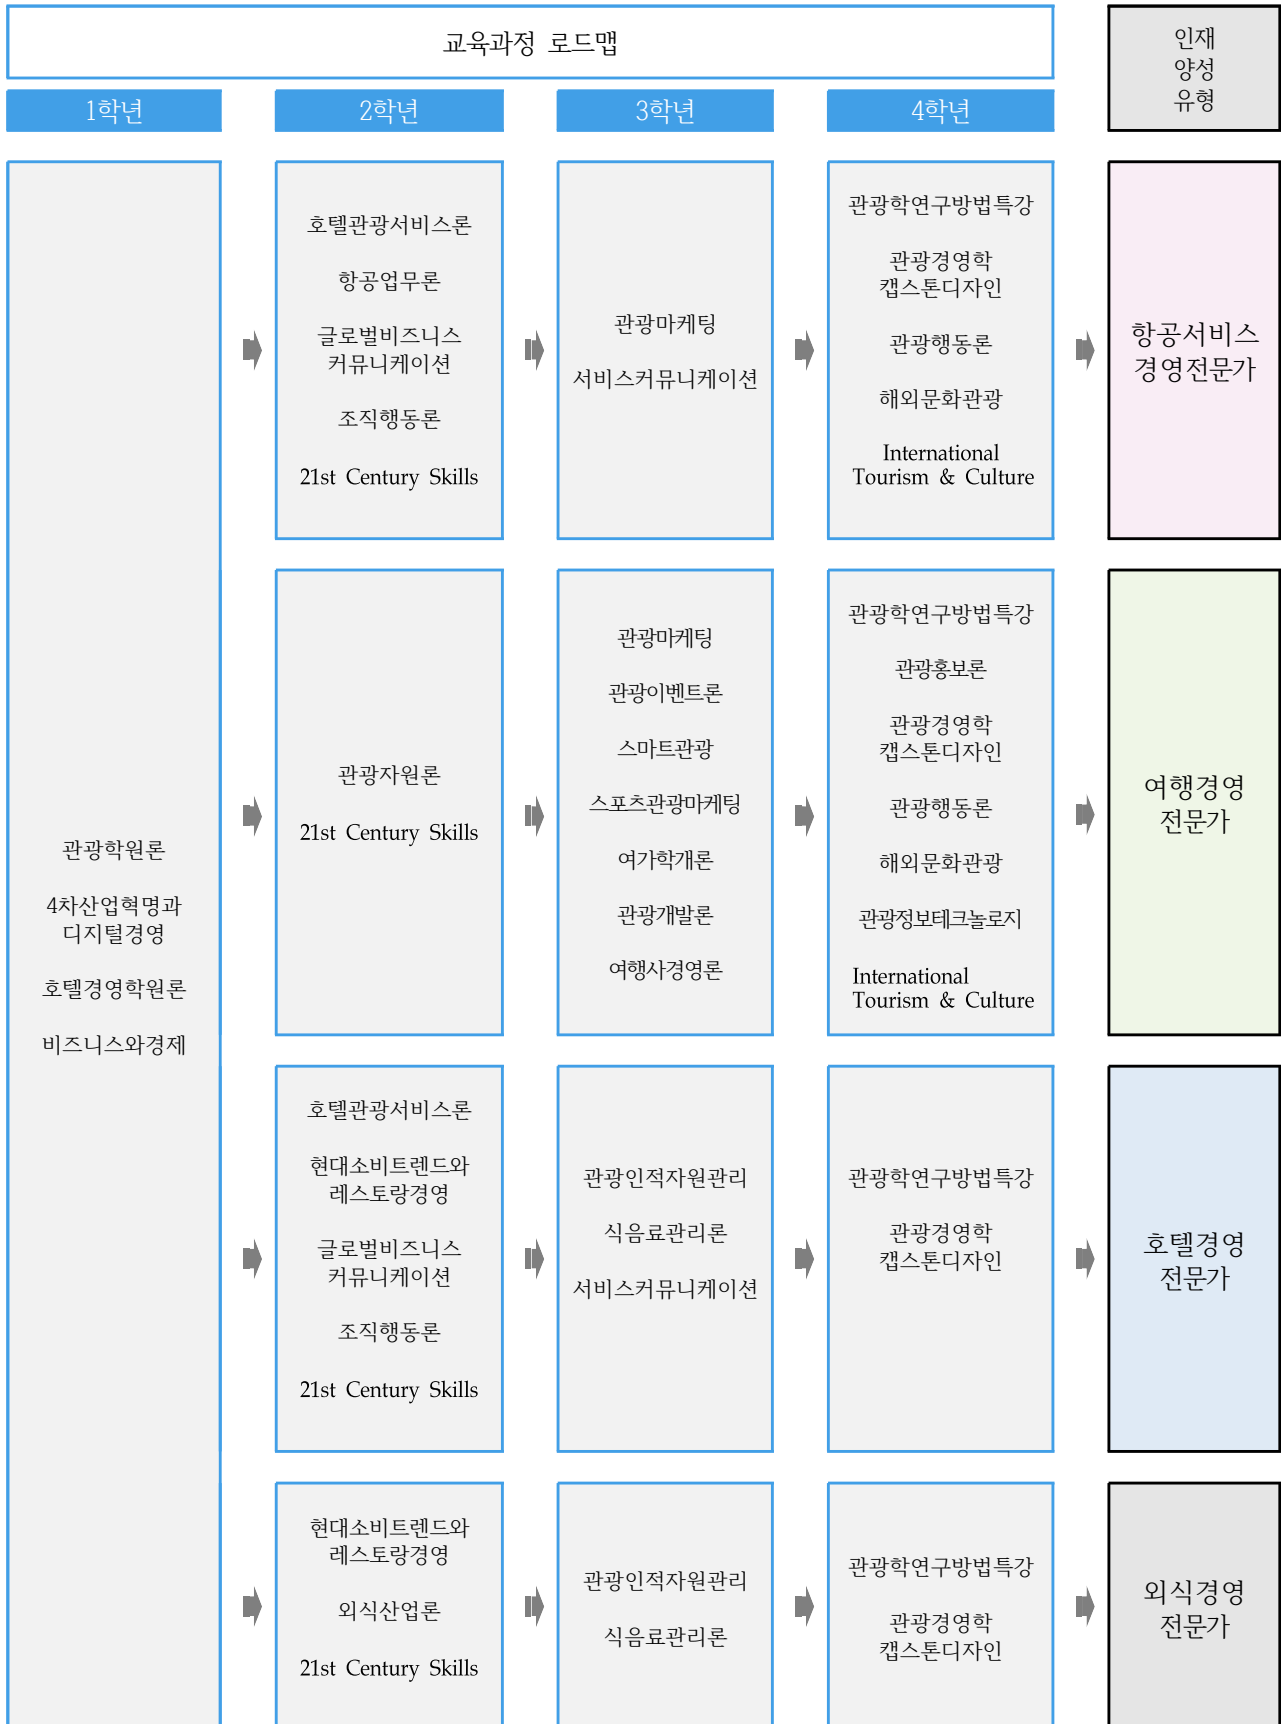 교육과정 로드맵
인재
양성
유형
1학년
2학년
3학년
4학년
관광학원론
4차산업혁명과
디지털경영
호텔경영학원론
비즈니스와경제
호텔관광서비스론
항공업무론
글로벌비즈니스
커뮤니케이션
조직행동론
21st Century Skills
관광마케팅
서비스커뮤니케이션
관광학연구방법특강
관광경영학
캡스톤디자인
관광행동론
해외문화관광
International
Tourism & Culture
항공서비스
경영전문가
관광자원론
21st Century Skills
관광마케팅
관광이벤트론
스마트관광
스포츠관광마케팅
여가학개론
관광개발론
여행사경영론
관광학연구방법특강
관광홍보론
관광경영학
캡스톤디자인
관광행동론
해외문화관광
관광정보테크놀로지
International
Tourism & Culture
여행경영
전문가
호텔관광서비스론
현대소비트렌드와
레스토랑경영
글로벌비즈니스
커뮤니케이션
조직행동론
21st Century Skills
관광인적자원관리
식음료관리론
서비스커뮤니케이션
관광학연구방법특강
관광경영학
캡스톤디자인
호텔경영
전문가
현대소비트렌드와
레스토랑경영
외식산업론
21st Century Skills
관광인적자원관리
식음료관리론
관광학연구방법특강
관광경영학
캡스톤디자인
외식경영
전문가